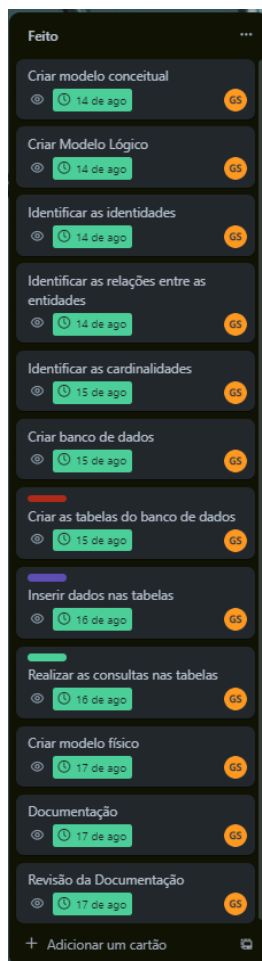 Feito
Criar modelo conceitual
14 de ago
GS
Criar Modelo Lógico
14 de ago
GS
Identificar as identidades
14 de ago
GS
Identificar as relações entre as
entidades
14 de ago
GS
Identificar as cardinalidades
15 de ago
GS
Criar banco de dados
15 de ago
GS
Criar as tabelas do banco de dados
15 de ago
GS
Inserir dados nas tabelas
16 de ago
GS
Realizar as consultas nas tabelas
16 de ago
GS
Criar modelo físico
17 de ago
GS
Documentação
17 de ago
GS
Revisão da Documentação
17 de ago
GS
+ Adicionar um cartão